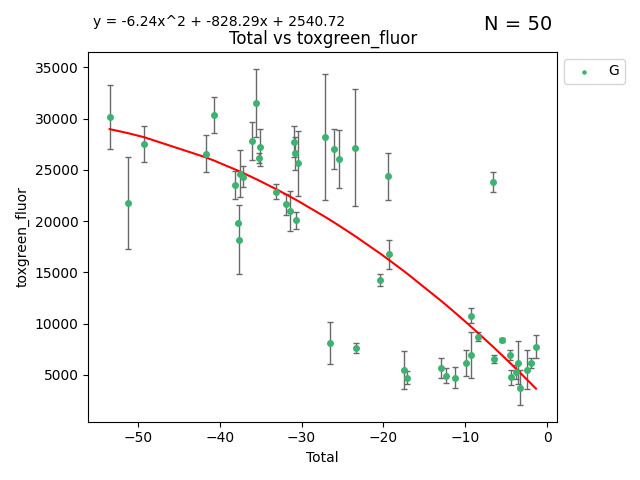 y = -6.24x^2 + -828.29x + 2540.72
N = 50
Total vs toxgreen_fluor
G
35000
30000
25000
20000
15000
10000
5000
toxgreen_fluor
−50 −40 −30 −20 −10 0
Total